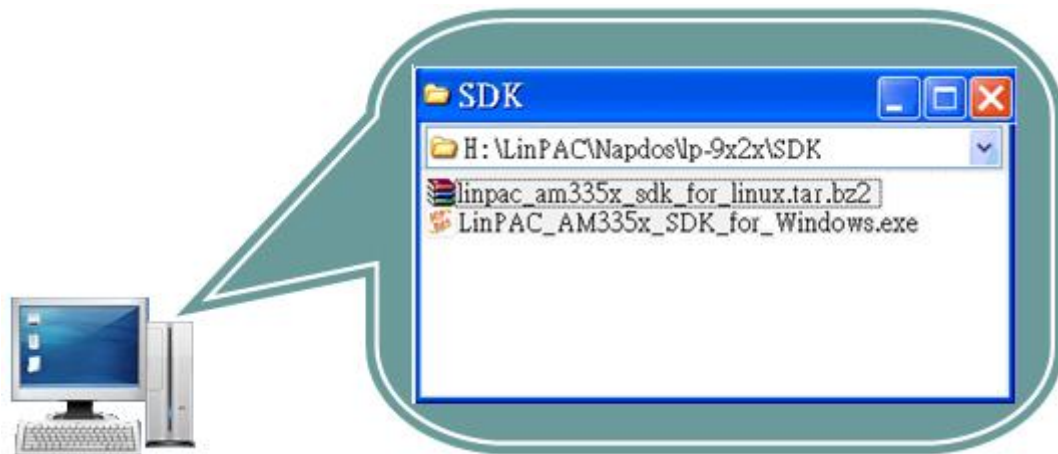 SDK
H:\LinPAC\Napdos\lp-9x2x\SDK
linpac_am335x_sdk_for_linux.tar.bz2
LinPAC_AM335x_SDK_for_Windows.exe